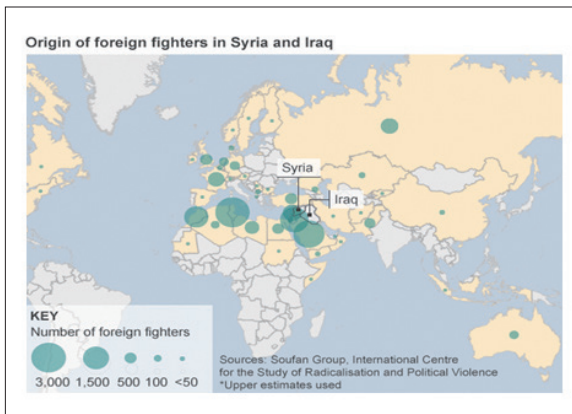 Origin of foreign fighters in Syria and Iraq
Syria
Iraq
KEY
Number of foreign fighters
3,000 1,500 500 100 <50
Sources: Soufan Group, International Centre
for the Study of Radicalisation and Political Violence
*Upper estimates used